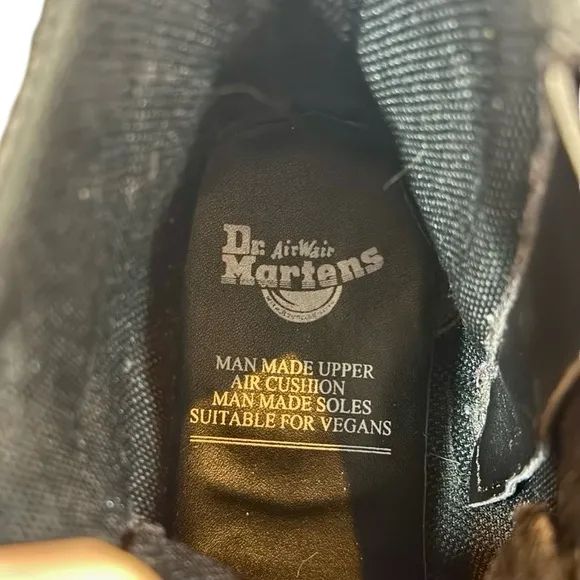 Dr. AirWair
Martens
MAN MADE UPPER
AIR CUSHION
MAN MADE SOLES
SUITABLE FOR VEGANS